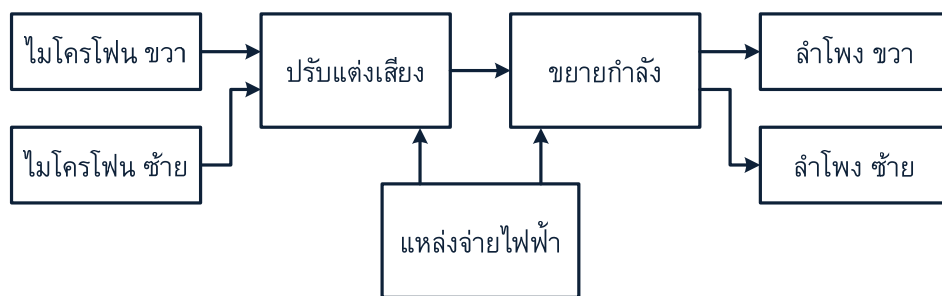 ไมโครโฟน ขวา
ปรับแต่งเสียง
ขยายกำลัง
ลำโพง ขวา
ไมโครโฟน ซ้าย
ลำโพง ซ้าย
แหล่งจ่ายไฟฟ้า